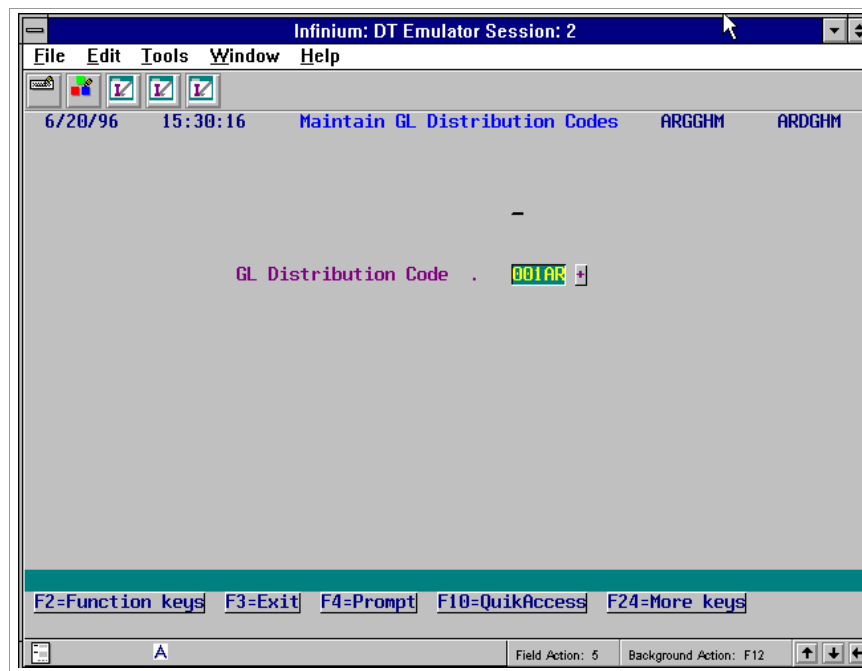 Infinium: DT Emulator Session: 2
File Edit Tools Window Help
6/20/96 15:30:16 Maintain GL Distribution Codes ARGGHM ARDGHM
GL Distribution Code . 001AR +
F2=Function keys F3=Exit F4=Prompt F10=QuikAccess F24=More keys
A Field Action: 5 Background Action: F12